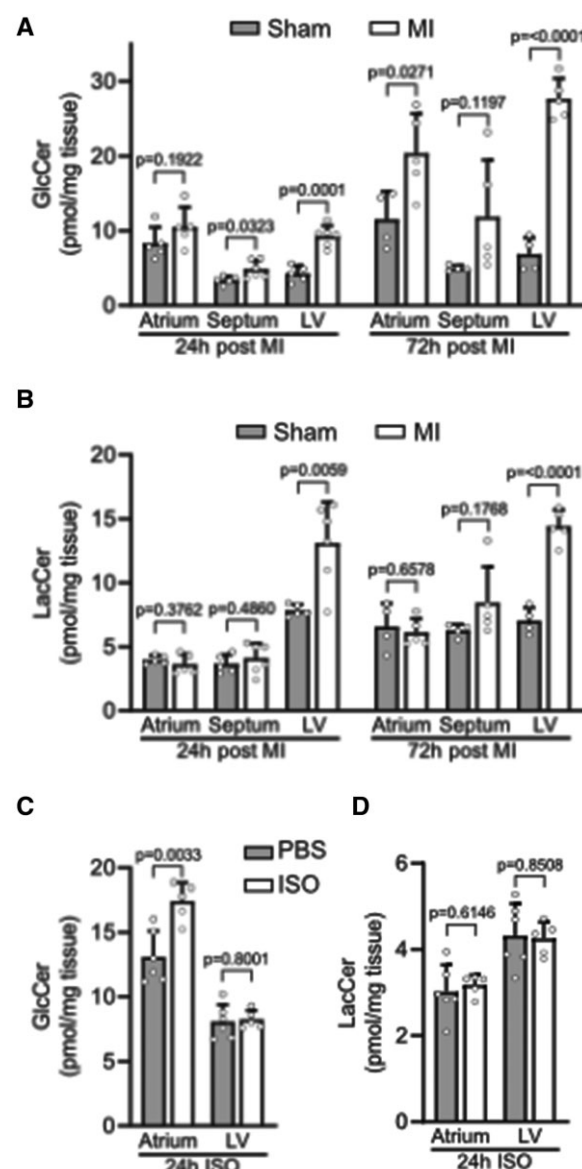 A
Sham MI
p=<0.0001
p=0.0271
p=0.1197
p=0.1922
p=0.0323
p=0.0001
GlcCer
(pmol/mg tissue)
30
20
10
0
Atrium Septum LV Atrium Septum LV
24h post MI 72h post MI
B
Sham MI
p=0.0059
p=<0.0001
p=0.1768
p=0.6578
p=0.3762
p=0.4860
LacCer
(pmol/mg tissue)
20
15
10
5
0
Atrium Septum LV Atrium Septum LV
24h post MI 72h post MI
C
PBS
ISO
p=0.0033
p=0.8001
GlcCer
(pmol/mg tissue)
20
15
10
5
0
Atrium LV
24h ISO
D
p=0.8508
p=0.6146
LacCer
(pmol/mg tissue)
6
4
2
0
Atrium LV
24h ISO